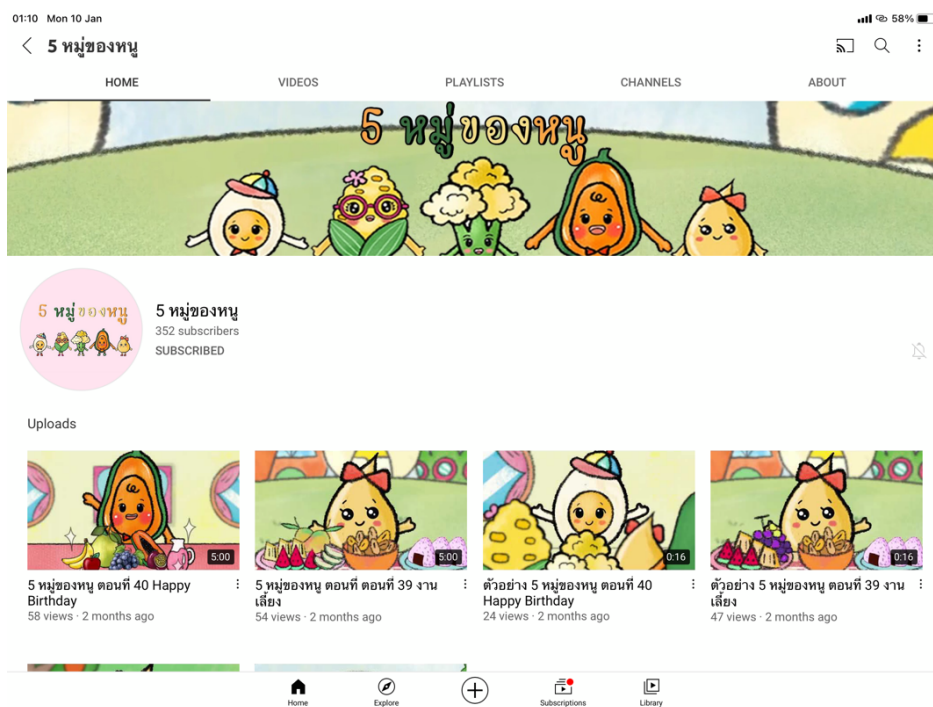 01:10 Mon 10 Jan
58%
5 หมู่ของหนู
HOME VIDEOS PLAYLISTS CHANNELS ABOUT
5 หมู่ของหนู
5 หมู่ของหนู
5 หมู่ของหนู
352 subscribers
SUBSCRIBED
Uploads
5:00
5:00
0:16
0:16
5 หมู่ของหนู ตอนที่ 40 Happy
Birthday
58 views · 2 months ago
5 หมู่ของหนู ตอนที่ ตอนที่ 39 งาน
เลี้ยง
54 views · 2 months ago
ตัวอย่าง 5 หมู่ของหนู ตอนที่ 40
Happy Birthday
24 views · 2 months ago
ตัวอย่าง 5 หมู่ของหนู ตอนที่ 39 งาน
เลี้ยง
47 views · 2 months ago
Home Explore Subscriptions Library